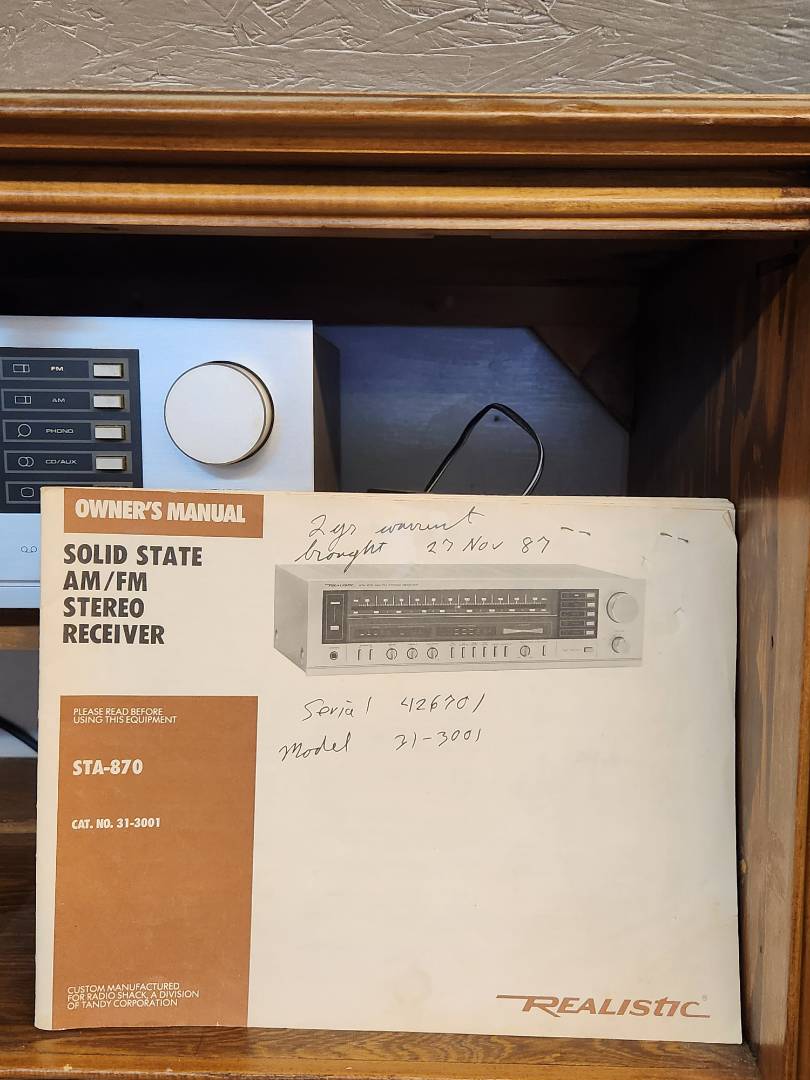 FM
AM
PHONO
CD/AUX
OWNER'S MANUAL
2 yr warrent
brought 27 Nov 87
SOLID STATE
AM/FM
STEREO
RECEIVER
REALISTIC
PLEASE READ BEFORE
USING THIS EQUIPMENT
Serial 426701
Model 31-3001
STA-870
CAT. NO. 31-3001
CUSTOM MANUFACTURED
FOR RADIO SHACK, A DIVISION
OF TANDY CORPORATION
REALISTIC®